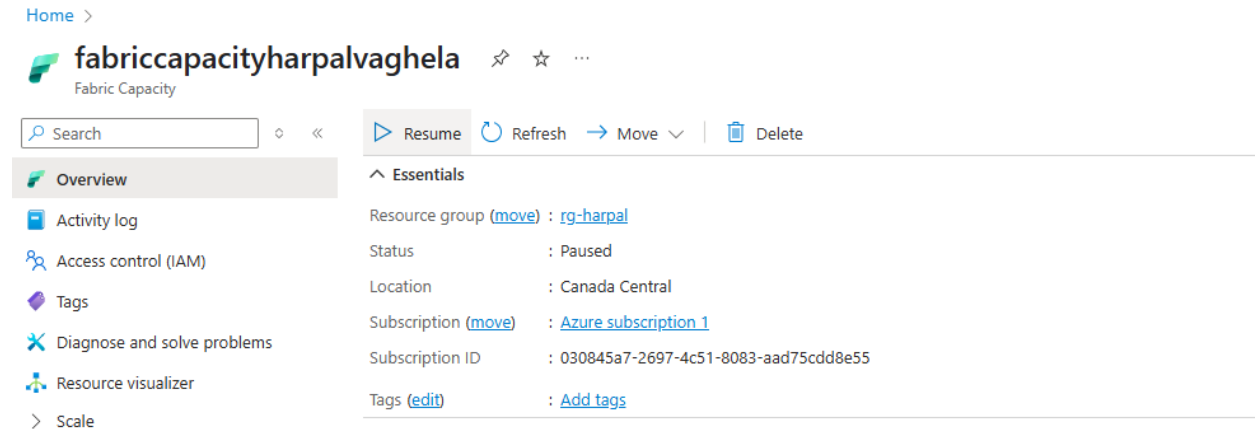 Home >
fabriccapacityharpalvaghela ...
Fabric Capacity
Search
Overview
Activity log
Access control (IAM)
Tags
Diagnose and solve problems
Resource visualizer
Scale
Resume Refresh Move Delete
Essentials
Resource group (move) : rg-harpal
Status : Paused
Location : Canada Central
Subscription (move) : Azure subscription 1
Subscription ID : 030845a7-2697-4c51-8083-aad75cdd8e55
Tags (edit) : Add tags